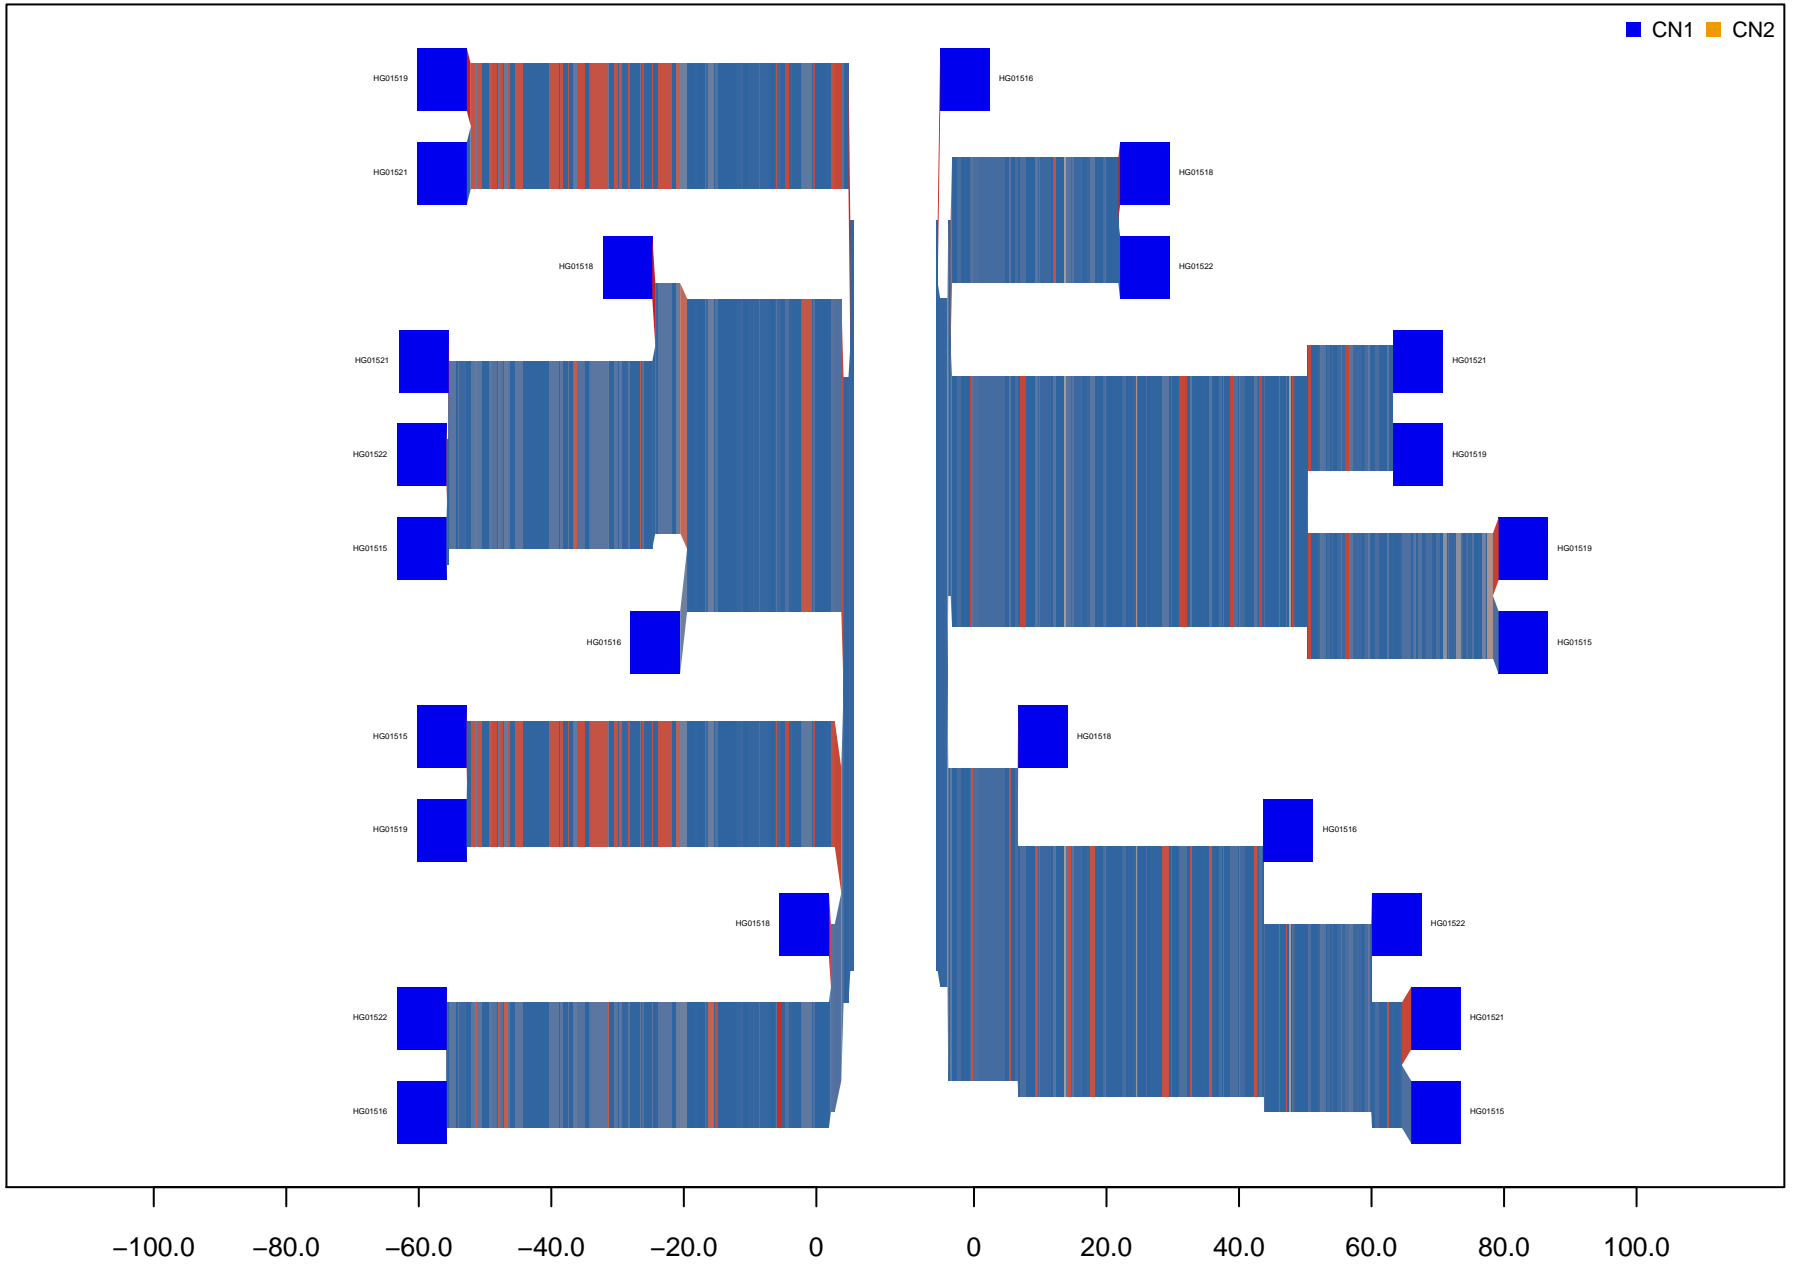 CN1 CN2
HG01519 HG01516
HG01521 HG01518
HG01518 HG01522
HG01521 HG01521
HG01522 HG01519
HG01515 HG01519
HG01516 HG01515
HG01515 HG01518
HG01519 HG01516
HG01518 HG01522
HG01522 HG01521
HG01516 HG01515
−100.0 −80.0 −60.0 −40.0 −20.0 0 0 20.0 40.0 60.0 80.0 100.0